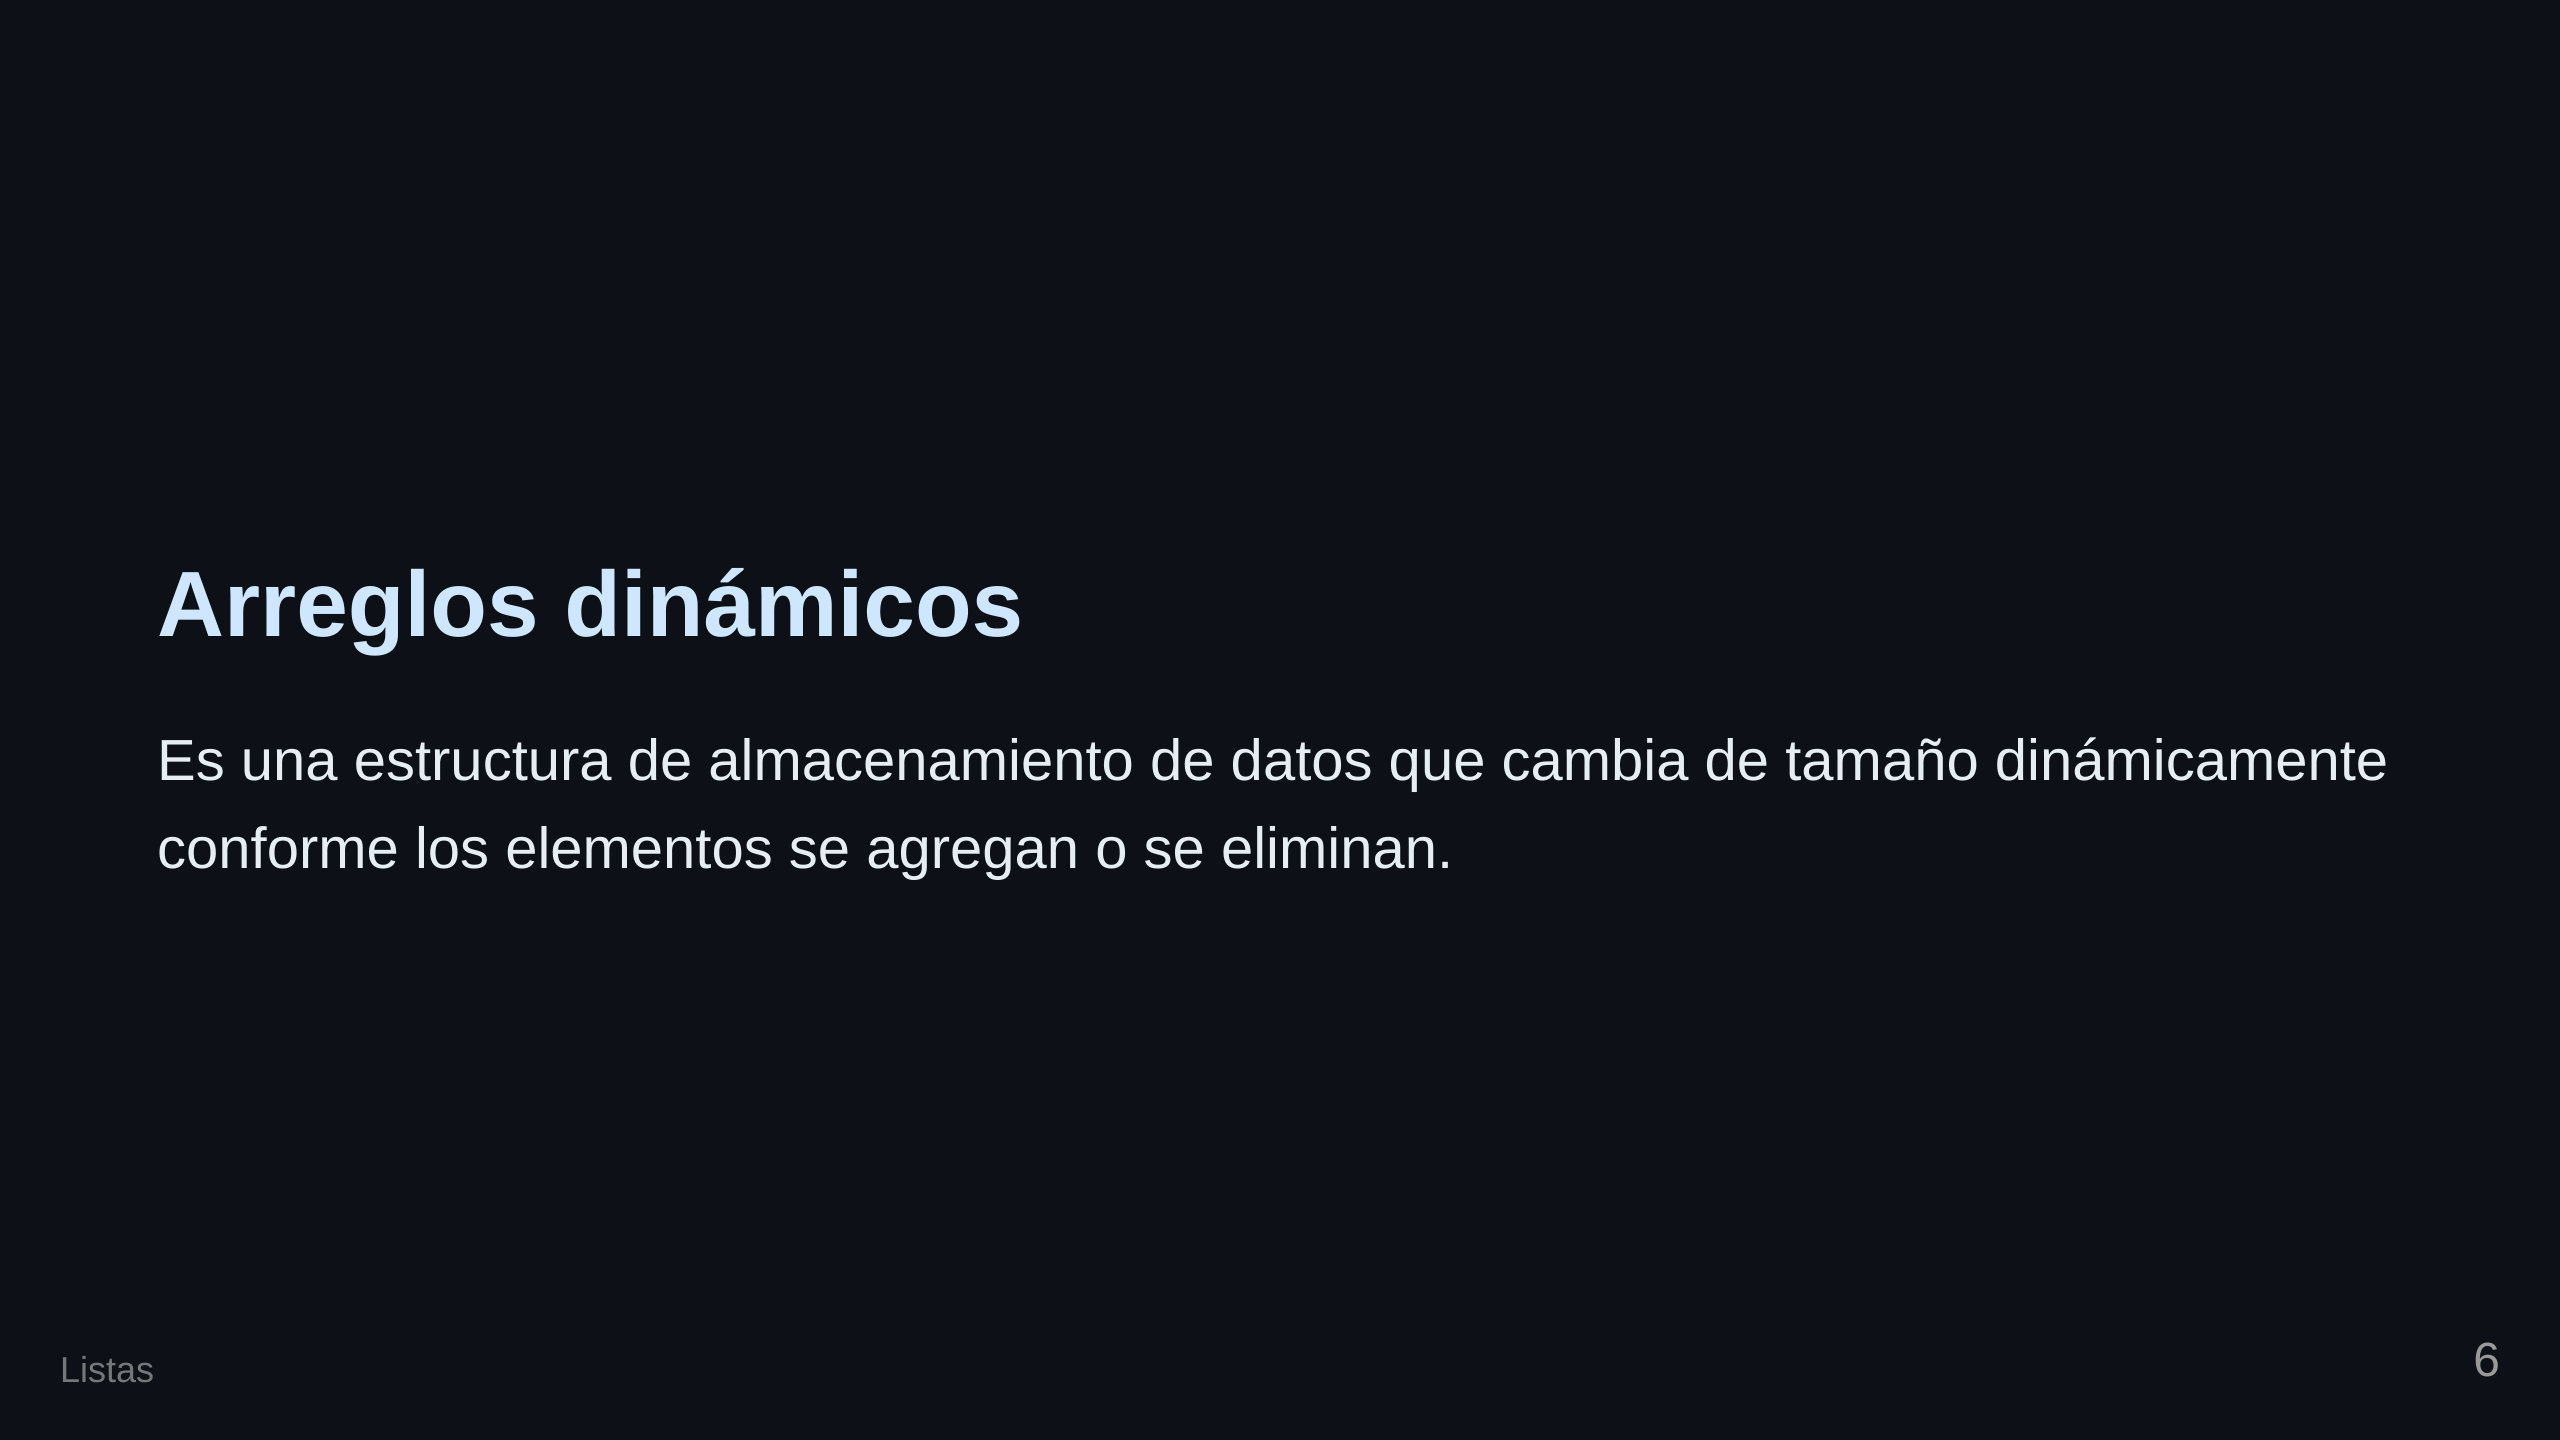 Arreglos dinámicos
Es una estructura de almacenamiento de datos que cambia de tamaño dinámicamente
conforme los elementos se agregan o se eliminan.
Listas
6